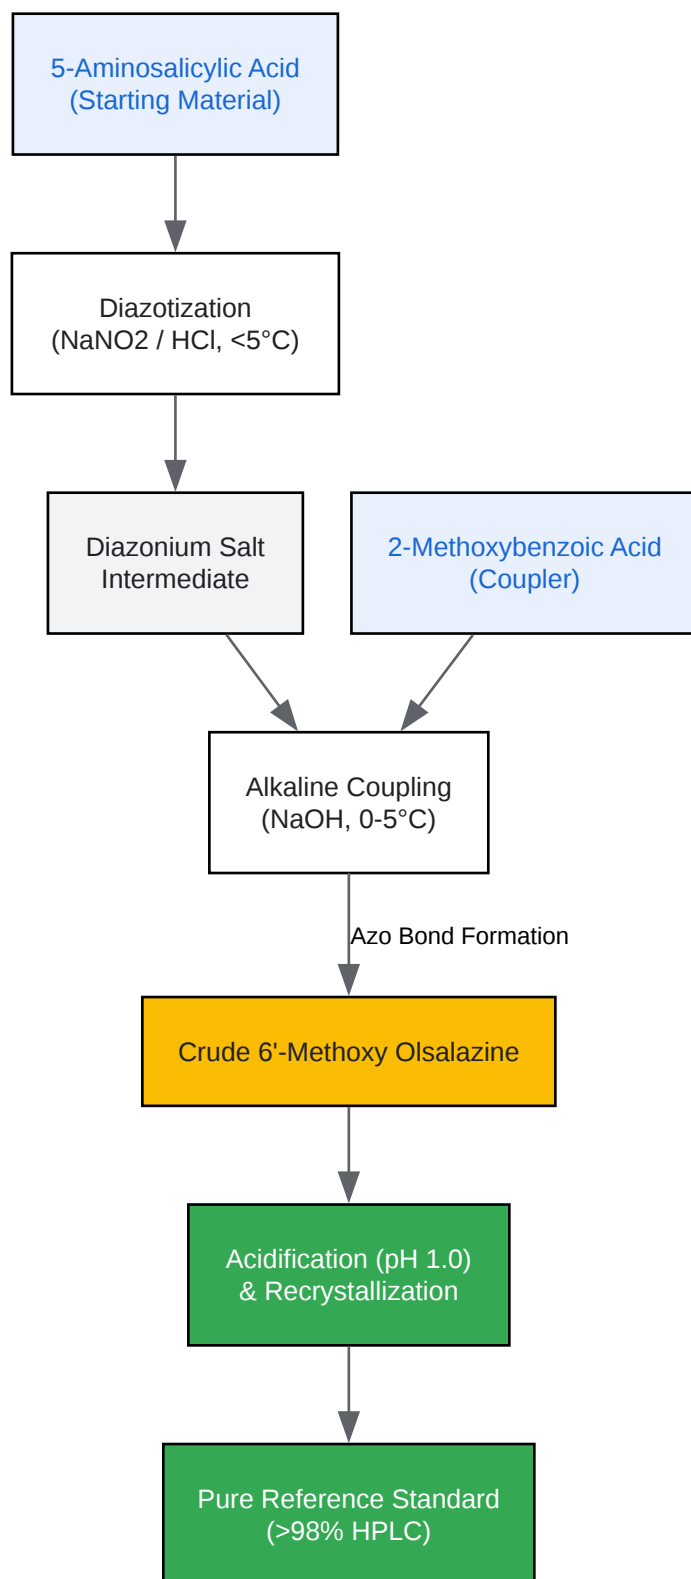 5-Aminosalicylic Acid
(Starting Material)
Diazotization
(NaNO2 / HCl, <5°C)
Diazonium Salt
Intermediate
2-Methoxybenzoic Acid
(Coupler)
Alkaline Coupling
(NaOH, 0-5°C)
Azo Bond Formation
Crude 6'-Methoxy Olsalazine
Acidification (pH 1.0)
& Recrystallization
Pure Reference Standard
(>98% HPLC)